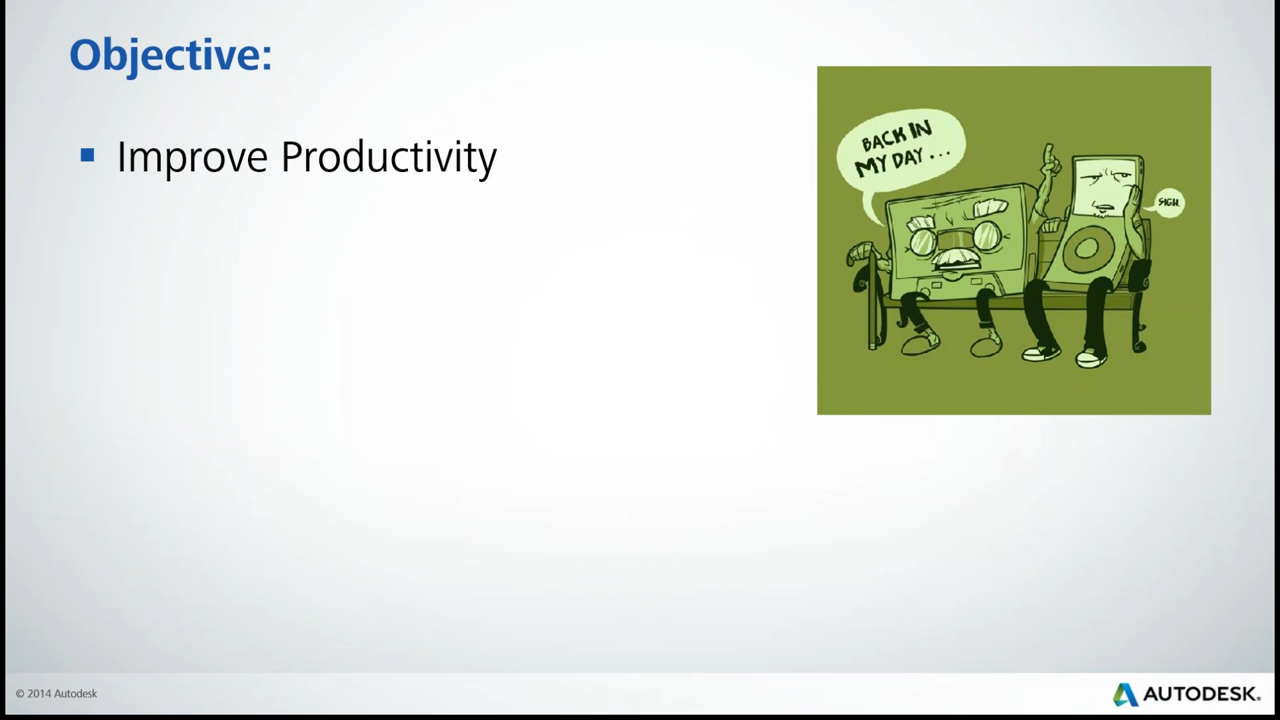 Objective:
Improve Productivity
BACK IN
MY DAY...
SIGH.
© 2014 Autodesk
AUTODESK.